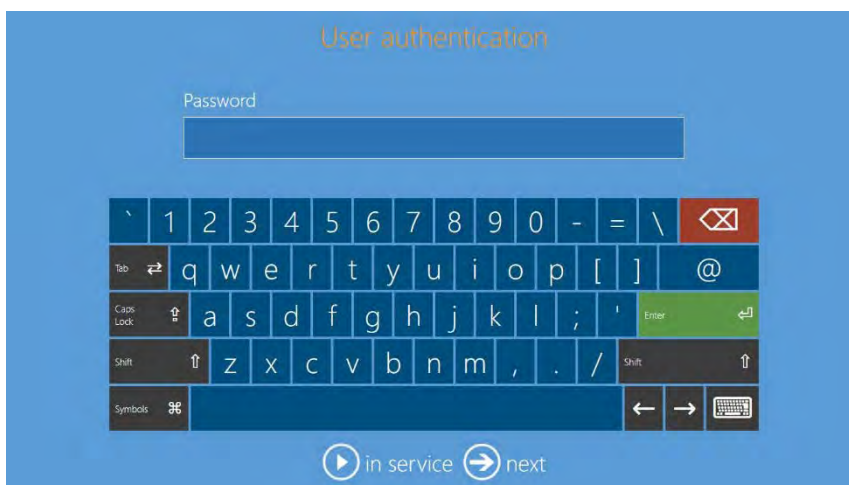 User authentication
Password
` 1 2 3 4 5 6 7 8 9 0 - = \
Tab q w e r t y u i o p [ ] @
Caps Lock a s d f g h j k l ; ' Enter
Shift z x c v b n m , . / Shift
Symbols
in service next